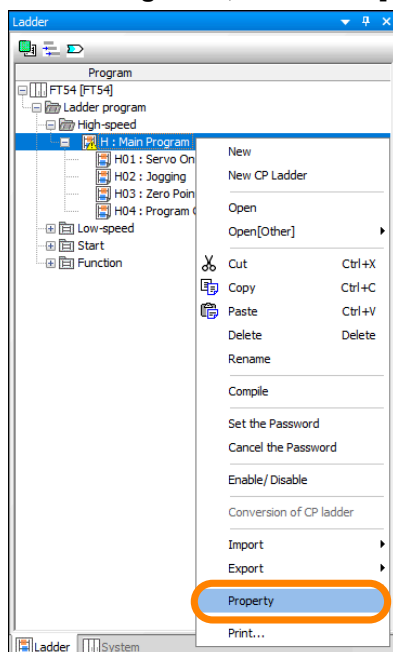 Ladder
Program
FT54 [FT54]
Ladder program
High-speed
H : Main Program
H01 : Servo On
H02 : Jogging
H03 : Zero Poin
H04 : Program
Low-speed
Start
Function
New
New CP Ladder
Open
Open[Other]
Cut Ctrl+X
Copy Ctrl+C
Paste Ctrl+V
Delete Delete
Rename
Compile
Set the Password
Cancel the Password
Enable/Disable
Conversion of CP ladder
Import
Export
Property
Print...
Ladder System